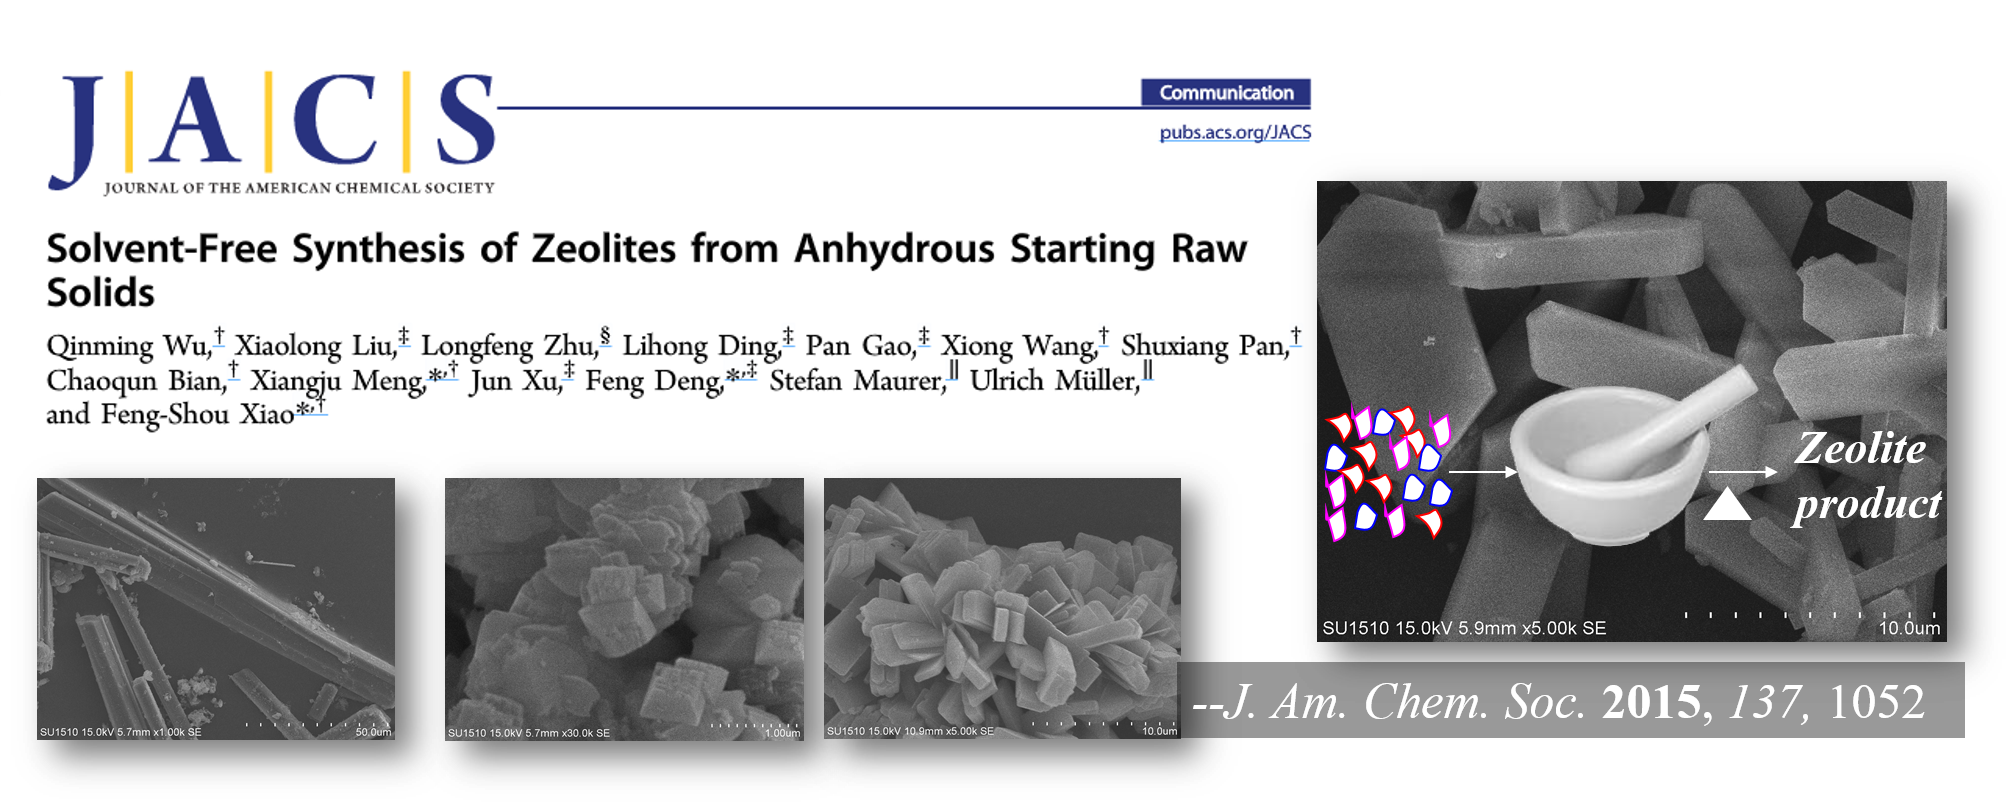 J|A|C|S
JOURNAL OF THE AMERICAN CHEMICAL SOCIETY
Communication
pubs.acs.org/JACS
Solvent-Free Synthesis of Zeolites from Anhydrous Starting Raw
Solids
Qinming Wu,† Xiaolong Liu,‡ Longfeng Zhu,§ Lihong Ding,‡ Pan Gao,‡ Xiong Wang,† Shuxiang Pan,†
Chaoqun Bian,† Xiangju Meng,*,† Jun Xu,‡ Feng Deng,*,‡ Stefan Maurer,∥ Ulrich Müller,∥
and Feng-Shou Xiao*,†
Zeolite
product
SU1510 15.0kV 5.9mm x5.00k SE
10.0um
SU1510 15.0kV 5.7mm x1.00k SE
50.0um
SU1510 15.0kV 5.7mm x30.0k SE
1.00um
SU1510 15.0kV 10.9mm x5.00k SE
10.0um
--J. Am. Chem. Soc. 2015, 137, 1052